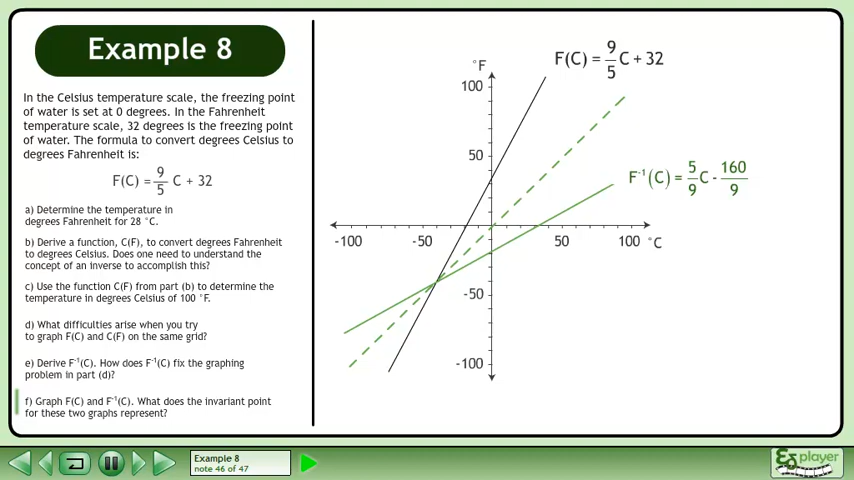 Example 8
In the Celsius temperature scale, the freezing point
of water is set at 0 degrees. In the Fahrenheit
temperature scale, 32 degrees is the freezing point
of water. The formula to convert degrees Celsius to
degrees Fahrenheit is:
F(C) = 9/5 C + 32
a) Determine the temperature in
degrees Fahrenheit for 28 °C.
b) Derive a function, C(F), to convert degrees Fahrenheit
to degrees Celsius. Does one need to understand the
concept of an inverse to accomplish this?
c) Use the function C(F) from part (b) to determine the
temperature in degrees Celsius of 100 °F.
d) What difficulties arise when you try
to graph F(C) and C(F) on the same grid?
e) Derive F⁻¹(C). How does F⁻¹(C) fix the graphing
problem in part (d)?
f) Graph F(C) and F⁻¹(C). What does the invariant point
for these two graphs represent?
F(C) = 9/5 C + 32
°F
100
50
F⁻¹(C) = 5/9 C - 160/9
-100
-50
50
100
°C
-50
-100
Example 8
note 46 of 47
player